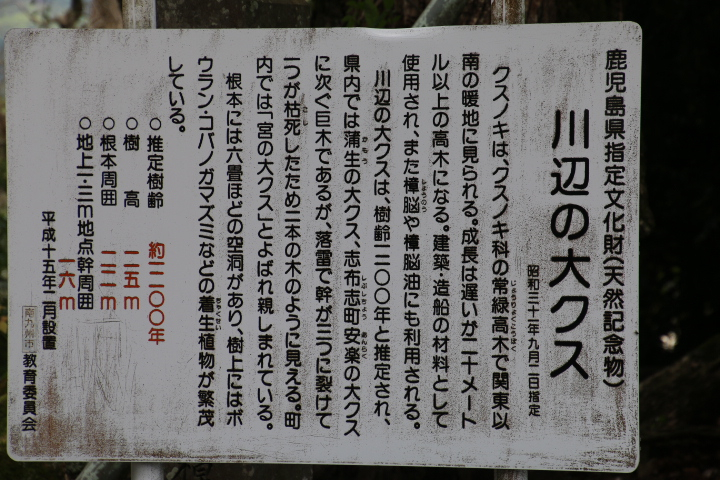 鹿児島県指定文化財(天然記念物)
川辺の大クス
昭和三十二年九月二日指定
クスノキは、クスノキ科の常緑高木で関東以
南の暖地に見られる。成長は遅いが二十メート
ル以上の高木になる。建築・造船の材料として
使用され、また樟脳や樟脳油にも利用される。
川辺の大クスは、樹齢一二〇〇年と推定され、
県内では蒲生の大クス、志布志町安楽の大クス
に次ぐ巨木であるが、落雷で幹が三つに裂けて
一つが枯死したため二本の木のように見える。町
内では「宮の大クス」とよばれ親しまれている。
根本には六畳ほどの空洞があり、樹上にはボ
ウラン・コバノガマズミなどの着生植物が繁茂
している。
○推定樹齢 約一二〇〇年
○樹高 二五m
○根本周囲 二二m
○地上一・三m地点幹周囲
一六m
平成十五年二月設置
南九州市教育委員会